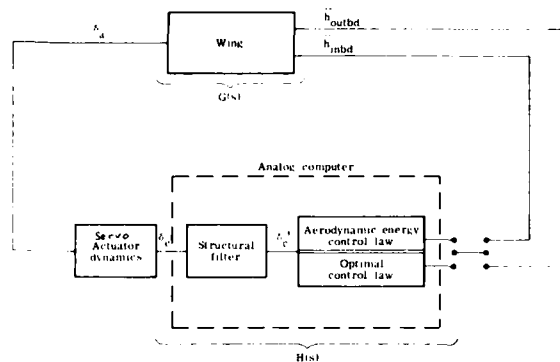 δₐ
Wing
ḧoutbd
ḧinbd
G(s)
Analog computer
Servo
Actuator
dynamics
δc
Structural
filter
δc'
Aerodynamic energy
control law
Optimal
control law
H(s)